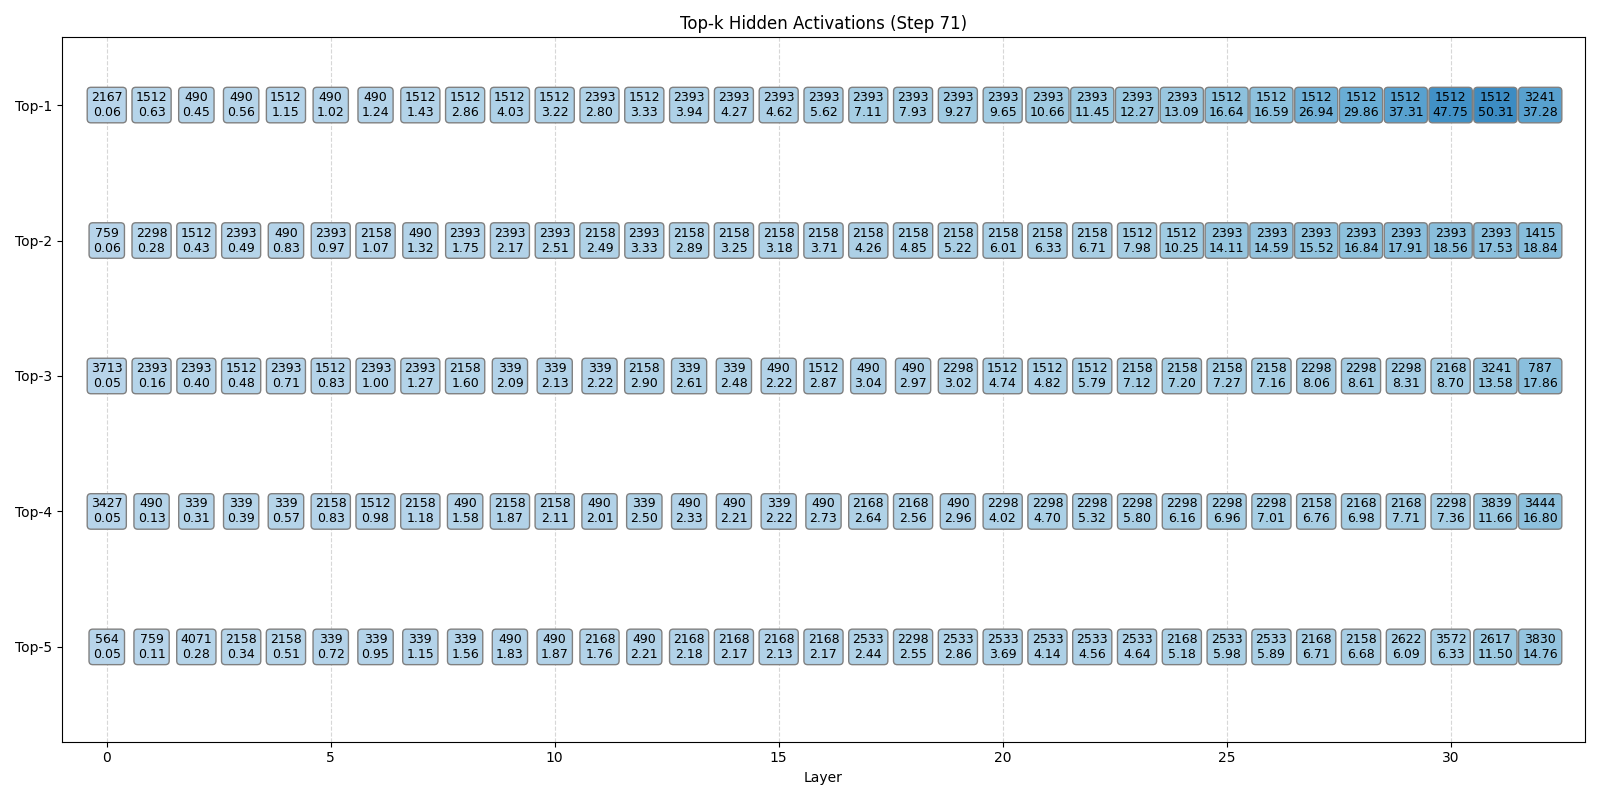 Top-k Hidden Activations (Step 71)
Top-1
2167 1512 490 490 1512 490 490 1512 1512 1512 1512 2393 1512 2393 2393 2393 2393 2393 2393 2393 2393 2393 2393 2393 2393 1512 1512 1512 1512 1512 1512 1512 3241
0.06 0.63 0.45 0.56 1.15 1.02 1.24 1.43 2.86 4.03 3.22 2.80 3.33 3.94 4.27 4.62 5.62 7.11 7.93 9.27 9.65 10.66 11.45 12.27 13.09 16.64 16.59 26.94 29.86 37.31 47.75 50.31 37.28
Top-2
759 2298 1512 2393 490 2393 2158 490 2393 2393 2393 2158 2393 2158 2158 2158 2158 2158 2158 2158 2158 2158 2158 1512 1512 2393 2393 2393 2393 2393 2393 2393 1415
0.06 0.28 0.43 0.49 0.83 0.97 1.07 1.32 1.75 2.17 2.51 2.49 3.33 2.89 3.25 3.18 3.71 4.26 4.85 5.22 6.01 6.33 6.71 7.98 10.25 14.11 14.59 15.52 16.84 17.91 18.56 17.53 18.84
Top-3
3713 2393 2393 1512 2393 1512 2393 2393 2158 339 339 339 2158 339 339 490 1512 490 490 2298 1512 1512 1512 2158 2158 2158 2158 2298 2298 2298 2168 3241 787
0.05 0.16 0.40 0.48 0.71 0.83 1.00 1.27 1.60 2.09 2.13 2.22 2.90 2.61 2.48 2.22 2.87 3.04 2.97 3.02 4.74 4.82 5.79 7.12 7.20 7.27 7.16 8.06 8.61 8.31 8.70 13.58 17.86
Top-4
3427 490 339 339 339 2158 1512 2158 490 2158 2158 490 339 490 490 339 490 2168 2168 490 2298 2298 2298 2298 2298 2298 2298 2158 2168 2168 2298 3839 3444
0.05 0.13 0.31 0.39 0.57 0.83 0.98 1.18 1.58 1.87 2.11 2.01 2.50 2.33 2.21 2.22 2.73 2.64 2.56 2.96 4.02 4.70 5.32 5.80 6.16 6.96 7.01 6.76 6.98 7.71 7.36 11.66 16.80
Top-5
564 759 4071 2158 2158 339 339 339 339 490 490 2168 490 2168 2168 2168 2168 2533 2298 2533 2533 2533 2533 2533 2168 2533 2533 2168 2158 2622 3572 2617 3830
0.05 0.11 0.28 0.34 0.51 0.72 0.95 1.15 1.56 1.83 1.87 1.76 2.21 2.18 2.17 2.13 2.17 2.44 2.55 2.86 3.69 4.14 4.56 4.64 5.18 5.98 5.89 6.71 6.68 6.09 6.33 11.50 14.76
0 5 10 15 20 25 30
Layer